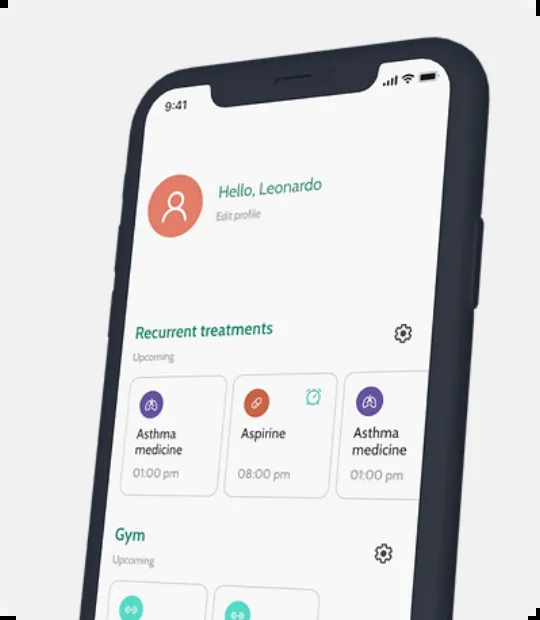 9:41
Hello, Leonardo
Edit profile
Recurrent treatments
Upcoming
Asthma
medicine
01:00 pm
Aspirine
08:00 pm
Asthma
medicine
01:00 pm
Gym
Upcoming